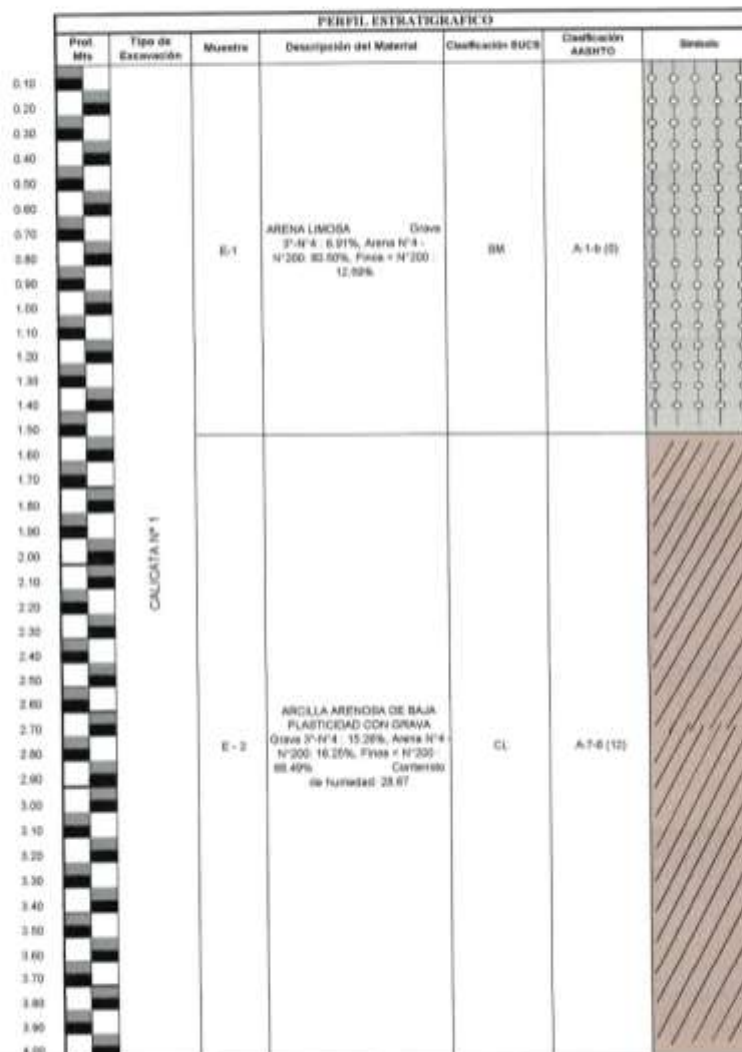 PERFIL ESTRATIGRAFICO
Prof. Mts
Tipo de Excavación
Muestra
Descripción del Material
Clasificación SUCS
Clasificación AASHTO
Simbolo
0.10
0.20
0.30
0.40
0.50
0.60
0.70
0.80
0.90
1.00
1.10
1.20
1.30
1.40
1.50
1.60
1.70
1.80
1.90
2.00
2.10
2.20
2.30
2.40
2.50
2.60
2.70
2.80
2.90
3.00
3.10
3.20
3.30
3.40
3.50
3.60
3.70
3.80
3.90
4.00
CALICATA N° 1
E-1
ARENA LIMOSA Grava
3"-N°4 : 6.91%, Arena N°4 -
N°200: 80.50%, Finos < N°200 :
12.59%
SM
A-1-b (0)
E - 2
ARCILLA ARENOSA DE BAJA
PLASTICIDAD CON GRAVA
Grava 3"-N°4 : 15.26%, Arena N°4 -
N°200: 16.25%, Finos < N°200 :
68.49% Contenido
de humedad: 28.67
CL
A-7-6 (12)